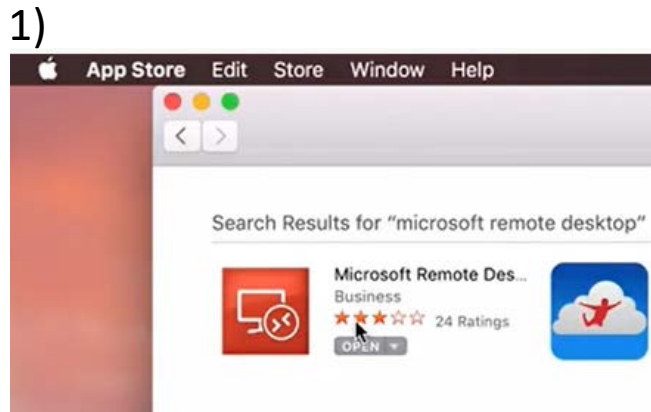 1)
App Store Edit Store Window Help
Search Results for “microsoft remote desktop”
Microsoft Remote Des...
Business
24 Ratings
OPEN